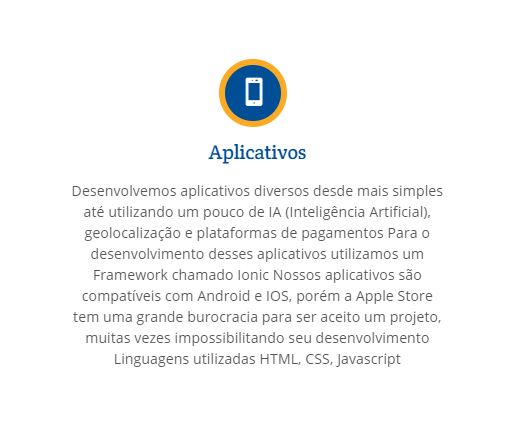 Aplicativos
Desenvolvemos aplicativos diversos desde mais simples
até utilizando um pouco de IA (Inteligência Artificial),
geolocalização e plataformas de pagamentos Para o
desenvolvimento desses aplicativos utilizamos um
Framework chamado Ionic Nossos aplicativos são
compatíveis com Android e IOS, porém a Apple Store
tem uma grande burocracia para ser aceito um projeto,
muitas vezes impossibilitando seu desenvolvimento
Linguagens utilizadas HTML, CSS, Javascript